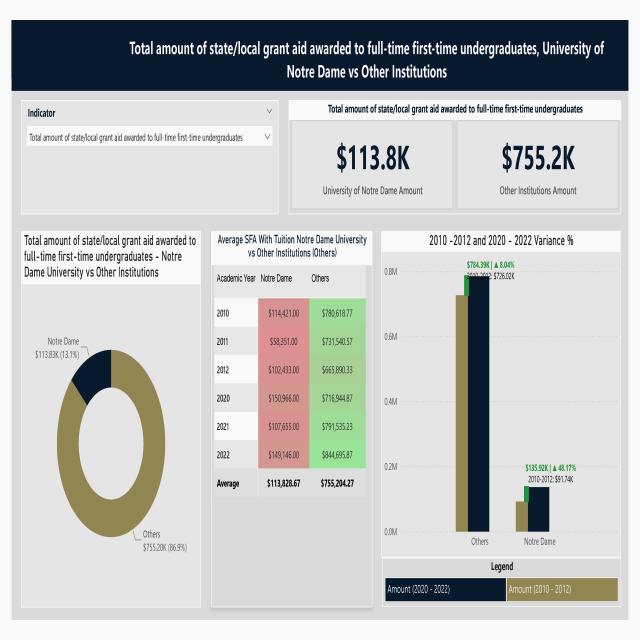 Total amount of state/local grant aid awarded to full-time first-time undergraduates, University of
Notre Dame vs Other Institutions
Indicator
Total amount of state/local grant aid awarded to full-time first-time undergraduates
Total amount of state/local grant aid awarded to full-time first-time undergraduates
$113.8K
University of Notre Dame Amount
$755.2K
Other Institutions Amount
Total amount of state/local grant aid awarded to
full-time first-time undergraduates - Notre
Dame University vs Other Institutions
Notre Dame
$113.83K (13.1%)
Others
$755.20K (86.9%)
Average SFA With Tuition Notre Dame University
vs Other Institutions (Others)
Academic Year Notre Dame Others
2010 $114,421.00 $780,618.77
2011 $58,351.00 $731,540.57
2012 $102,433.00 $665,890.33
2020 $150,966.00 $716,944.87
2021 $107,655.00 $791,535.23
2022 $149,146.00 $844,695.87
Average $113,828.67 $755,204.27
2010 -2012 and 2020 - 2022 Variance %
$784.39K | ▲ 8.04%
2010-2012: $726.02K
0.8M
0.6M
0.4M
0.2M
0.0M
$135.92K | ▲ 48.17%
2010-2012: $91.74K
Others
Notre Dame
Legend
Amount (2020 - 2022)
Amount (2010 - 2012)